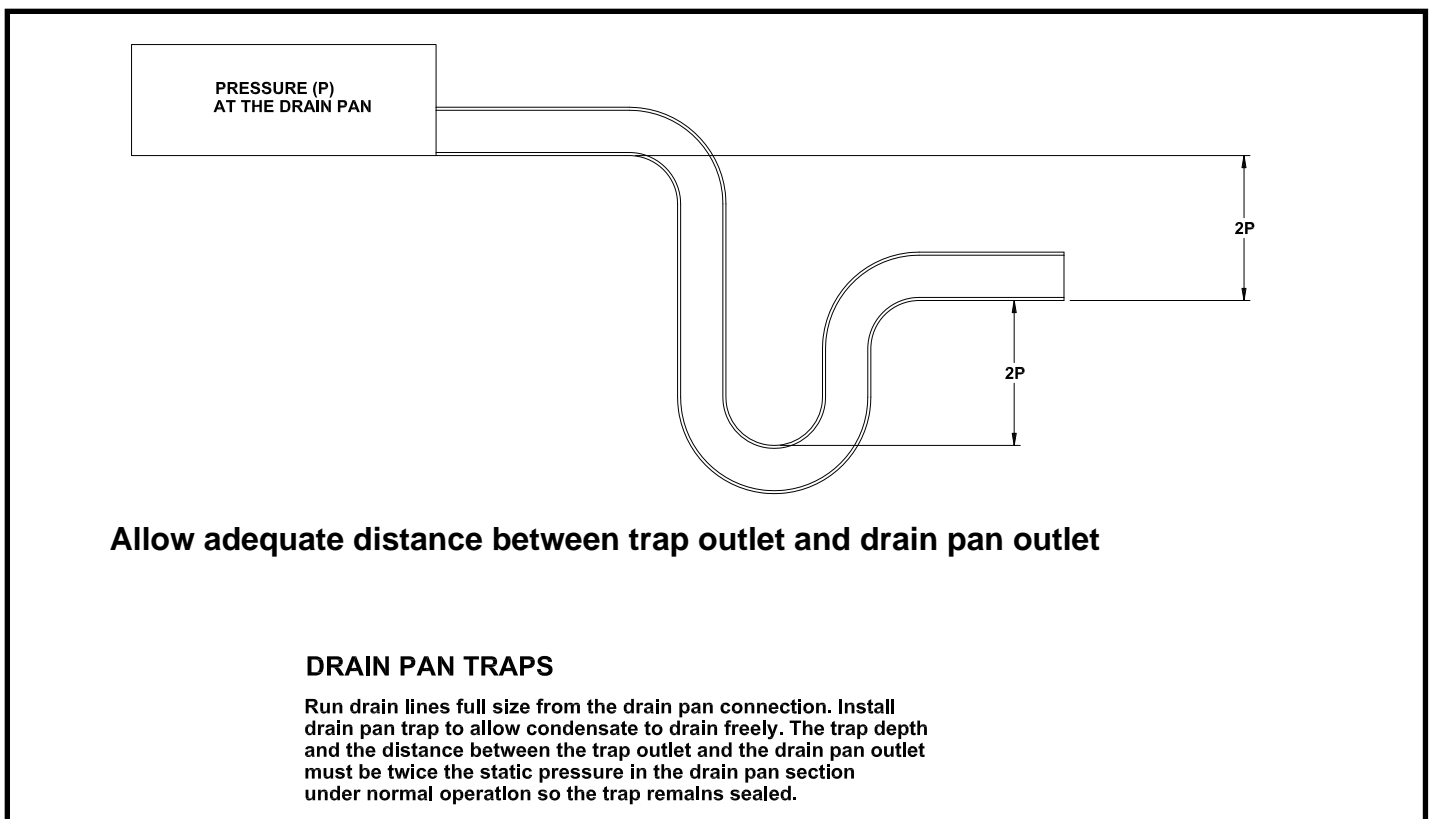 PRESSURE (P)
AT THE DRAIN PAN
2P
2P
Allow adequate distance between trap outlet and drain pan outlet
DRAIN PAN TRAPS
Run drain lines full size from the drain pan connection. Install
drain pan trap to allow condensate to drain freely. The trap depth
and the distance between the trap outlet and the drain pan outlet
must be twice the static pressure in the drain pan section
under normal operation so the trap remains sealed.